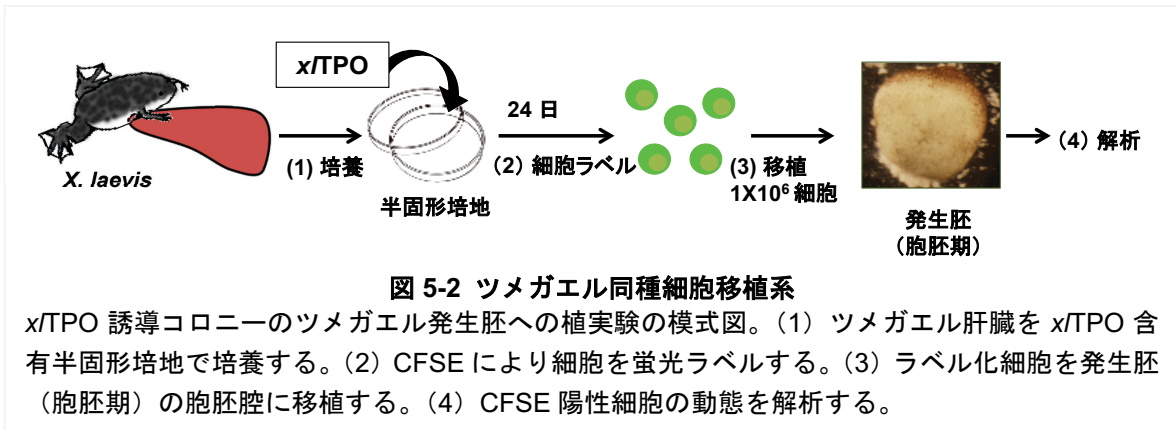 xlTPO
24 日
X. laevis
(1) 培養
半固形培地
(2) 細胞ラベル
(3) 移植
1X10⁶ 細胞
発生胚
（胞胚期）
(4) 解析
図 5-2 ツメガエル同種細胞移植系
xlTPO 誘導コロニーのツメガエル発生胚への植実験の模式図。（1）ツメガエル肝臓を xlTPO 含
有半固形培地で培養する。（2）CFSE により細胞を蛍光ラベルする。（3）ラベル化細胞を発生胚
（胞胚期）の胞胚腔に移植する。（4）CFSE 陽性細胞の動態を解析する。